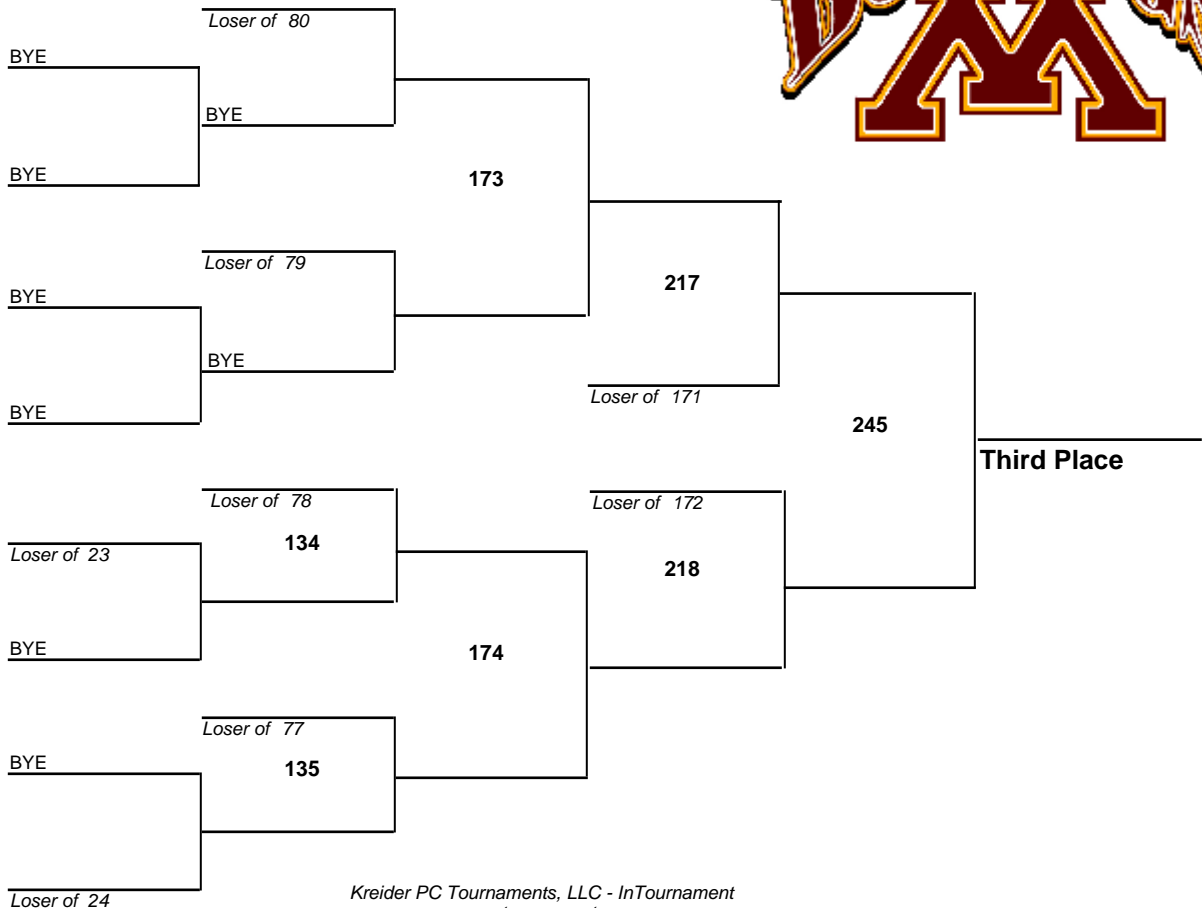 Loser of 80
BYE
BYE
BYE
173
Loser of 79
217
BYE
BYE
Loser of 171
BYE
245
Third Place
Loser of 78
Loser of 172
134
Loser of 23
218
BYE
174
Loser of 77
BYE
135
Loser of 24
Kreider PC Tournaments, LLC - InTournament